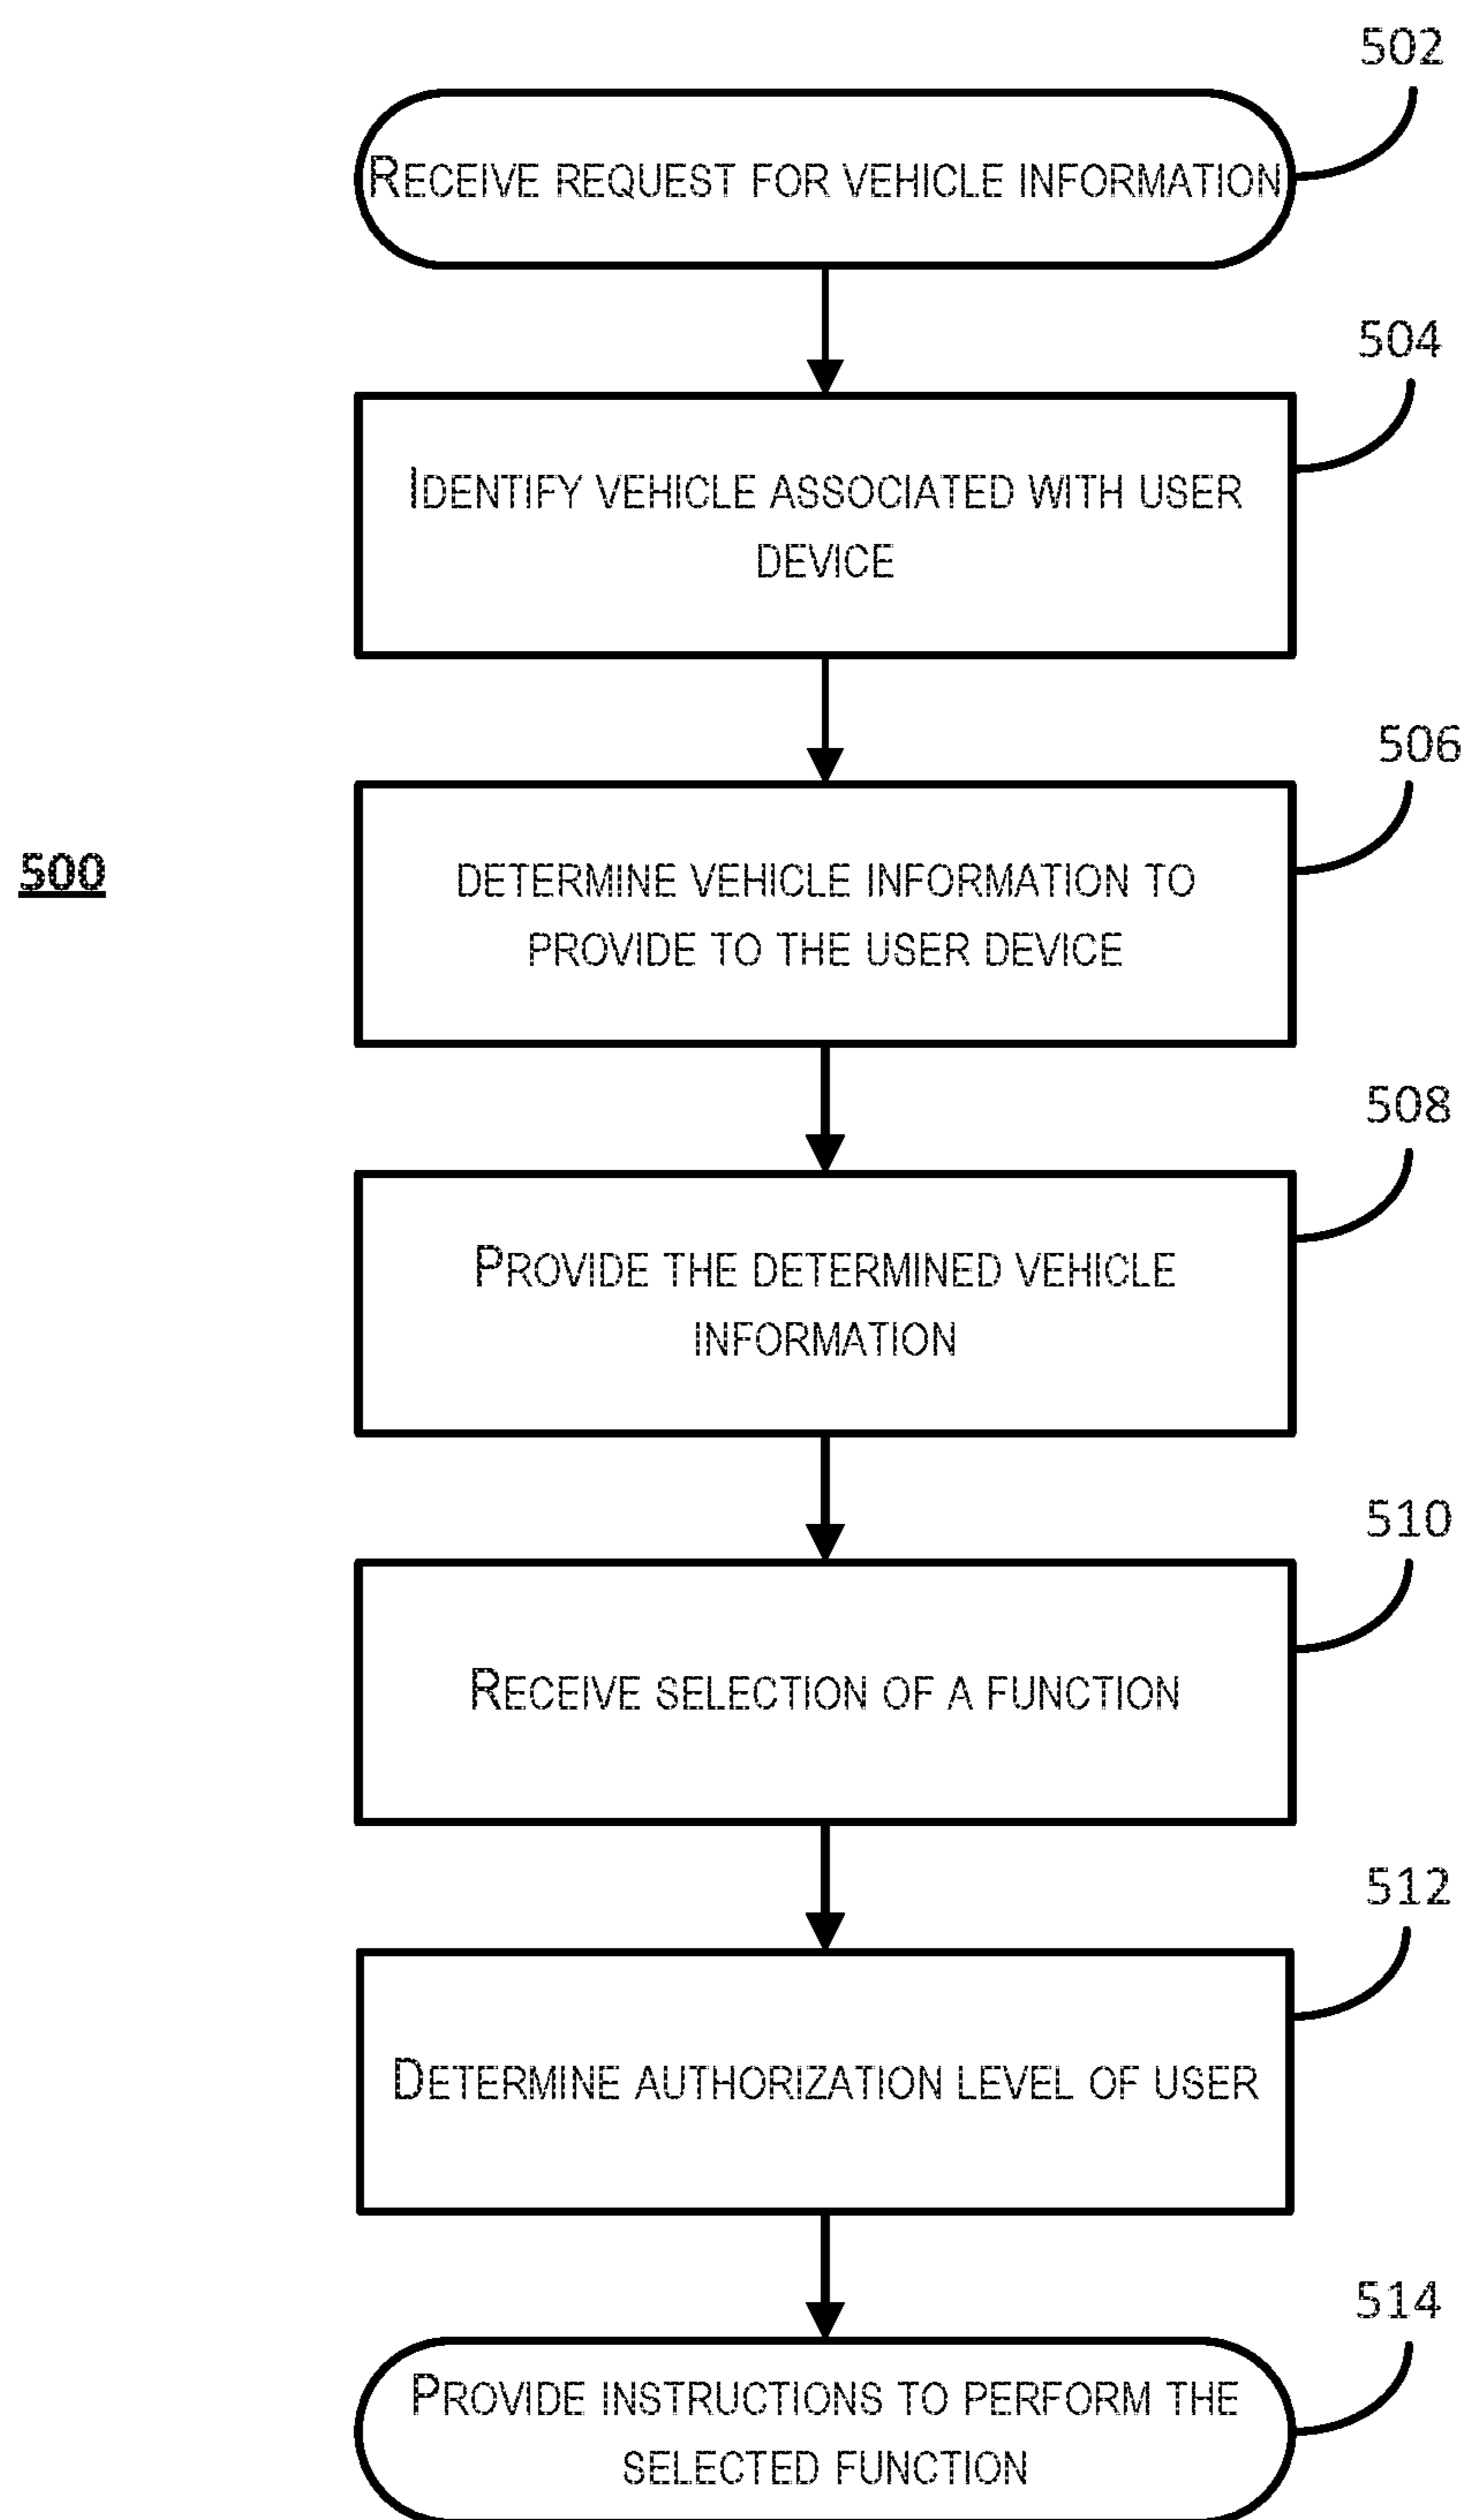 502
RECEIVE REQUEST FOR VEHICLE INFORMATION
504
IDENTIFY VEHICLE ASSOCIATED WITH USER
DEVICE
506
500
DETERMINE VEHICLE INFORMATION TO
PROVIDE TO THE USER DEVICE
508
PROVIDE THE DETERMINED VEHICLE
INFORMATION
510
RECEIVE SELECTION OF A FUNCTION
512
DETERMINE AUTHORIZATION LEVEL OF USER
514
PROVIDE INSTRUCTIONS TO PERFORM THE
SELECTED FUNCTION